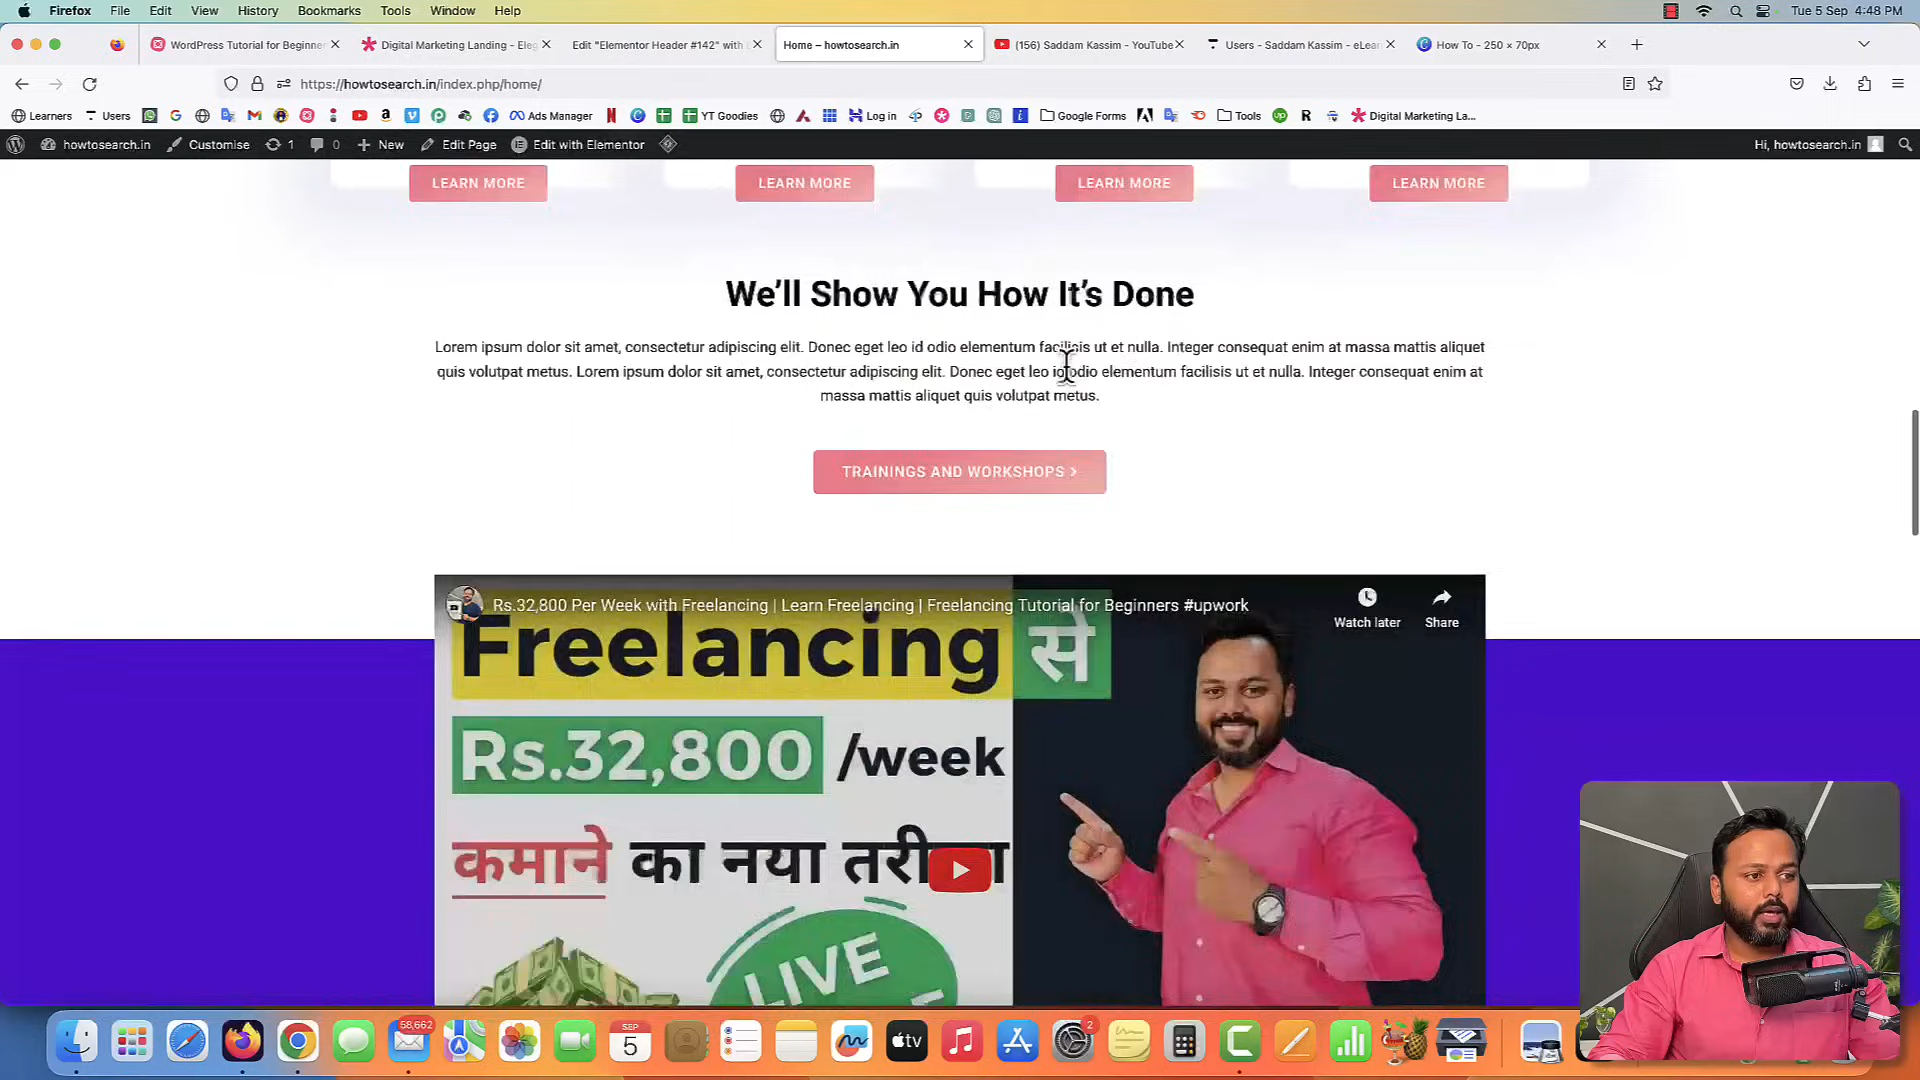 Firefox File Edit View History Bookmarks Tools Window Help Tue 5 Sep 4:48 PM
WordPress Tutorial for Beginner Digital Marketing Landing - Eleg Edit "Elementor Header #142" with Home – howtosearch.in (156) Saddam Kassim - YouTube Users - Saddam Kassim - eLear How To - 250 × 70px
https://howtosearch.in/index.php/home/
Learners Users Ads Manager YT Goodies Log in Google Forms Tools Digital Marketing La...
howtosearch.in Customise 1 0 New Edit Page Edit with Elementor Hi, howtosearch.in
LEARN MORE LEARN MORE LEARN MORE LEARN MORE
We'll Show You How It's Done
Lorem ipsum dolor sit amet, consectetur adipiscing elit. Donec eget leo id odio elementum facilisis ut et nulla. Integer consequat enim at massa mattis aliquet
quis volutpat metus. Lorem ipsum dolor sit amet, consectetur adipiscing elit. Donec eget leo id odio elementum facilisis ut et nulla. Integer consequat enim at
massa mattis aliquet quis volutpat metus.
TRAININGS AND WORKSHOPS >
Rs.32,800 Per Week with Freelancing | Learn Freelancing | Freelancing Tutorial for Beginners #upwork
Watch later Share
Freelancing से
Rs.32,800 /week
कमाने का नया
LIVE
58,662
SEP
5
tv
2